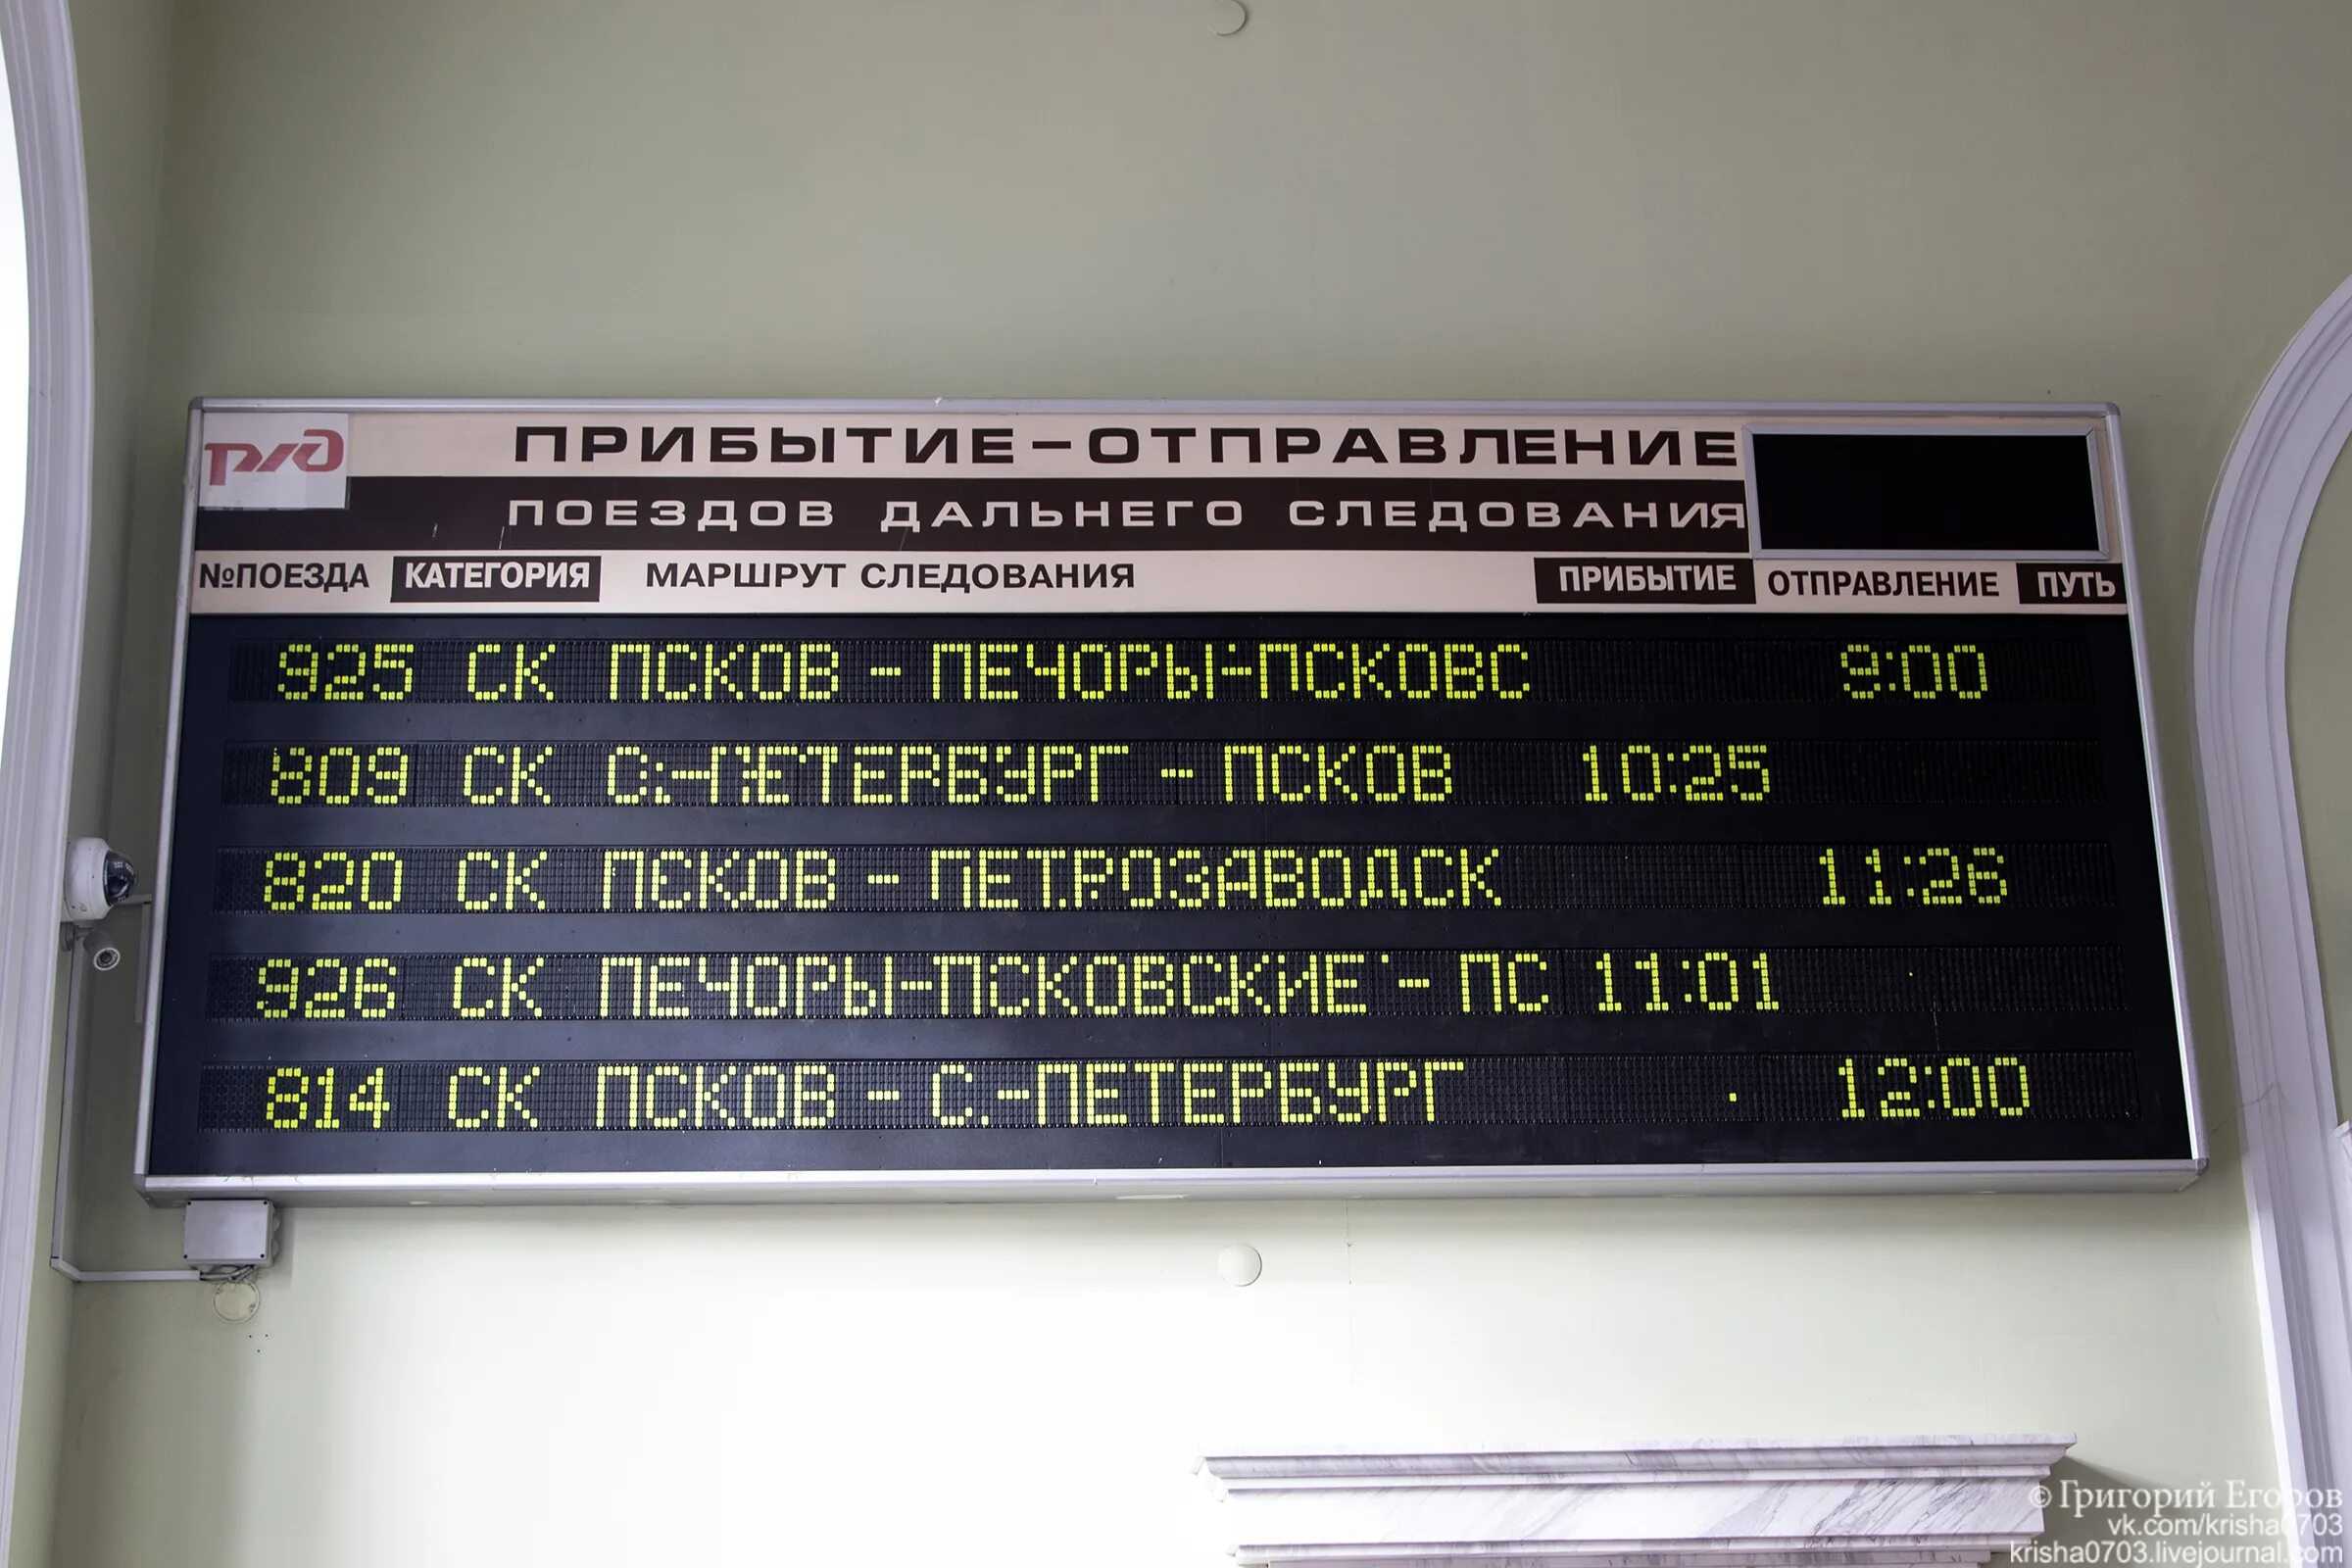 РЖД
ПРИБЫТИЕ-ОТПРАВЛЕНИЕ
ПОЕЗДОВ ДАЛЬНЕГО СЛЕДОВАНИЯ
№ПОЕЗДА КАТЕГОРИЯ МАРШРУТ СЛЕДОВАНИЯ ПРИБЫТИЕ ОТПРАВЛЕНИЕ ПУТЬ
925 СК ПСКОВ - ПЕЧОРЫ-ПСКОВС 9:00
809 СК С.-ПЕТЕРБУРГ - ПСКОВ 10:25
820 СК ПСКОВ - ПЕТРОЗАВОДСК 11:26
926 СК ПЕЧОРЫ-ПСКОВСКИЕ - ПС 11:01
814 СК ПСКОВ - С.-ПЕТЕРБУРГ 12:00
© Григорий Егоров
vk.com/krisha0703
krisha0703.livejournal.com